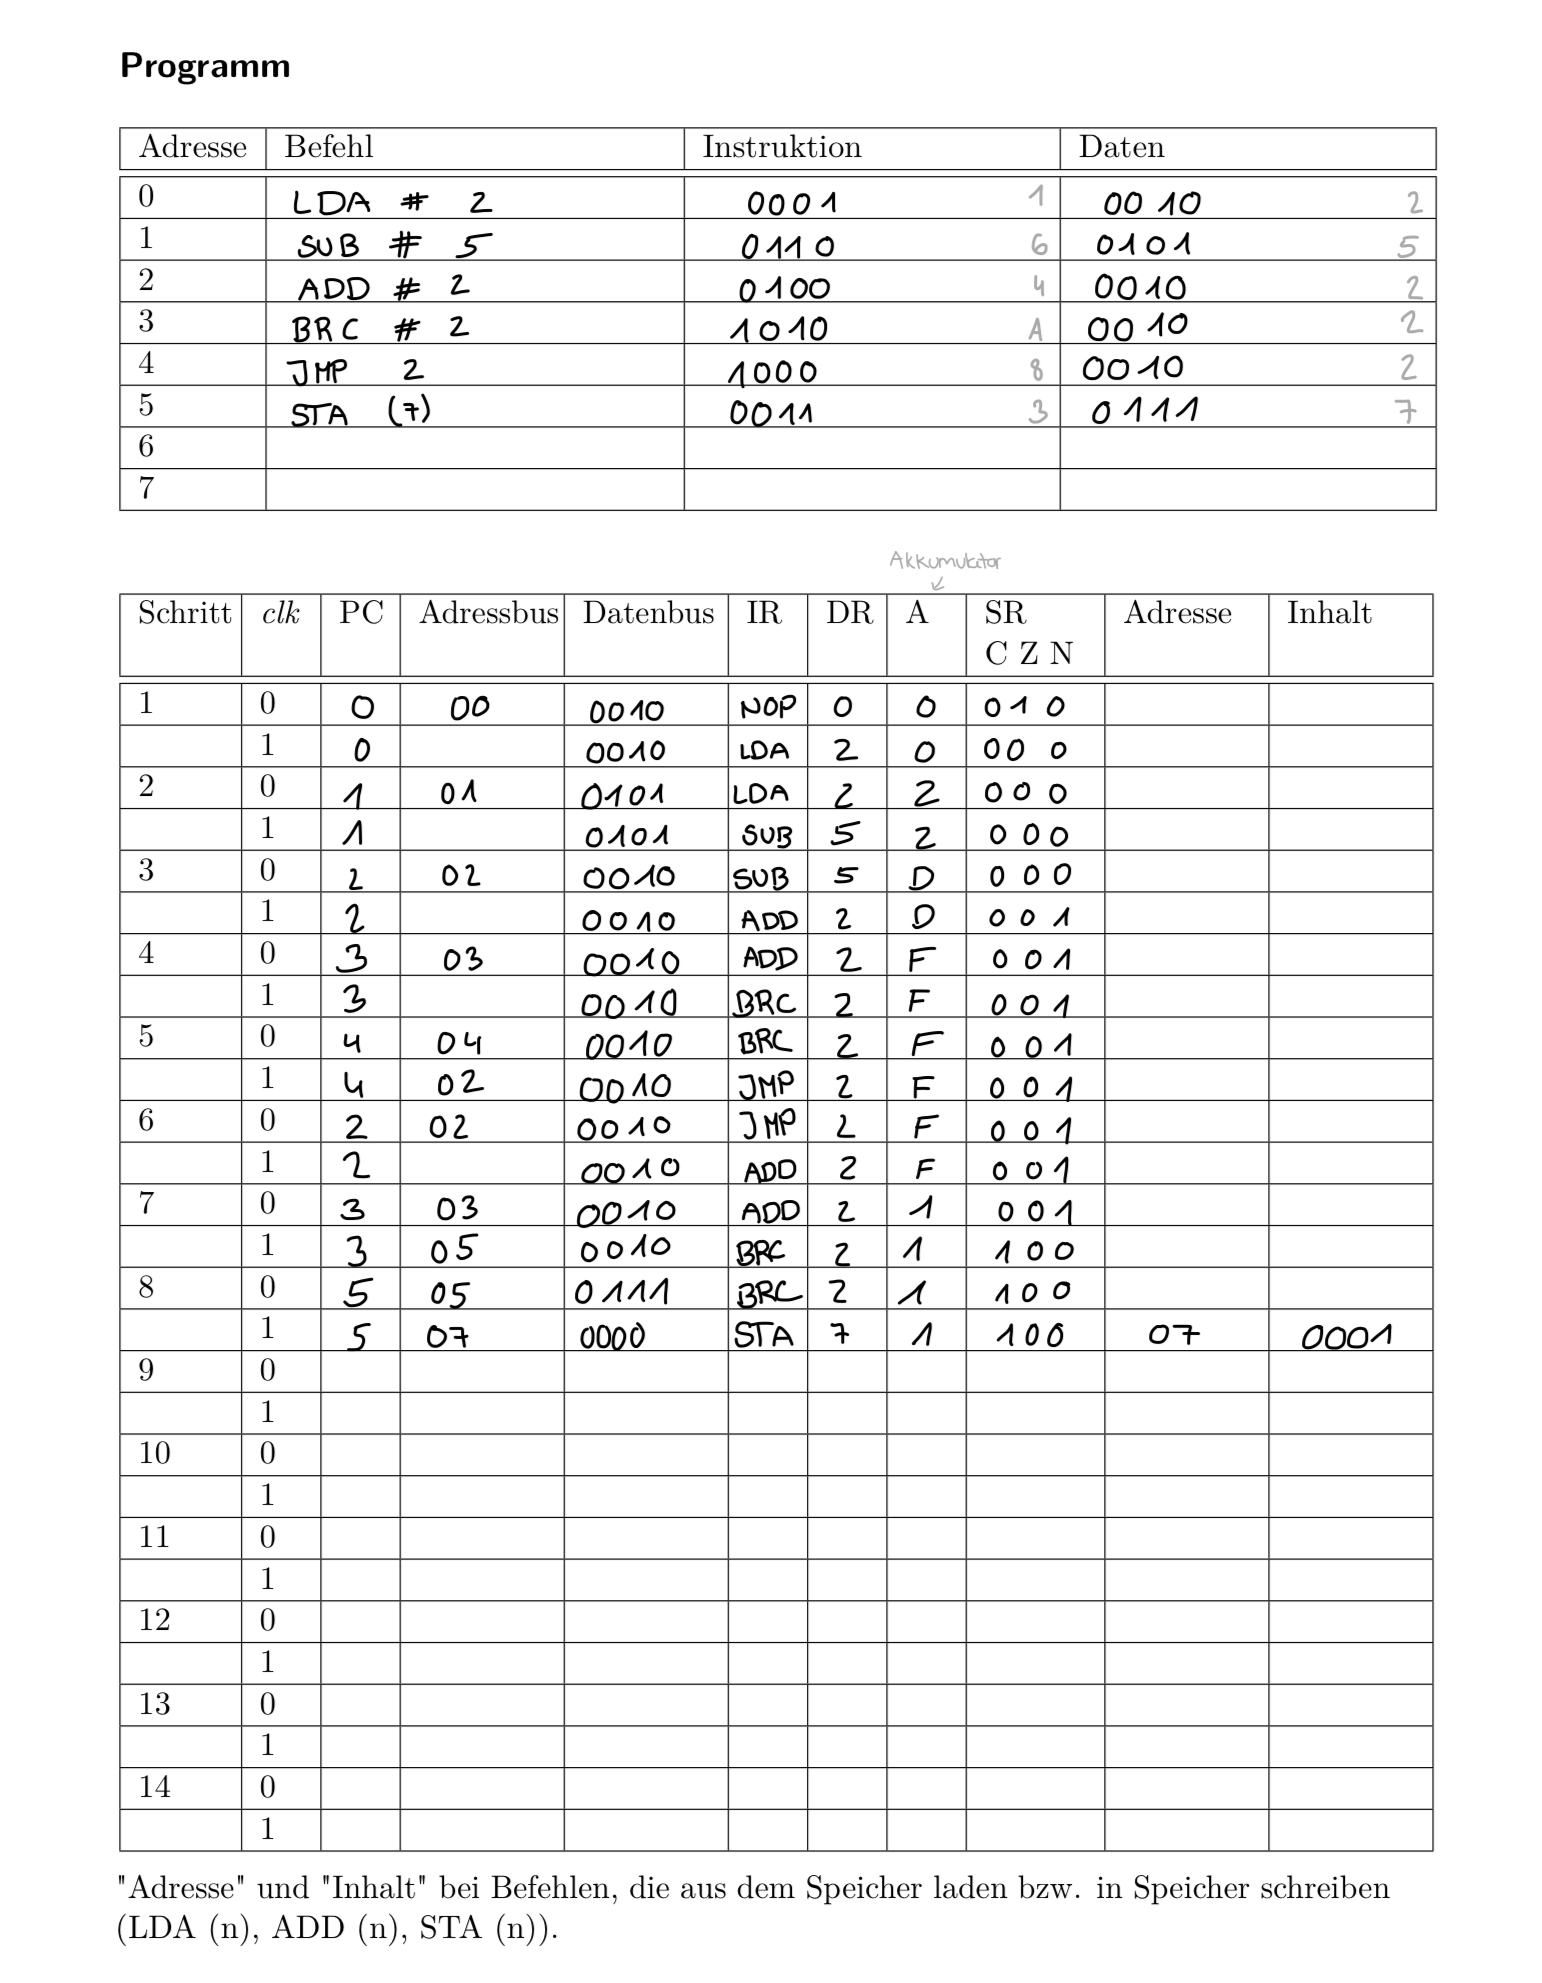 Programm
Adresse Befehl Instruktion Daten
0 LDA # 2 0001 1 0010 2
1 SUB # 5 0110 6 0101 5
2 ADD # 2 0100 4 0010 2
3 BRC # 2 1010 A 0010 2
4 JMP 2 1000 8 0010 2
5 STA (7) 0011 3 0111 7
6
7
Akkumulator
Schritt clk PC Adressbus Datenbus IR DR A SR Adresse Inhalt
C Z N
1 0 0 00 0010 NOP 0 0 0 1 0
1 0 0010 LDA 2 0 0 0 0
2 0 1 01 0101 LDA 2 2 0 0 0
1 1 0101 SUB 5 2 0 0 0
3 0 2 02 0010 SUB 5 D 0 0 0
1 2 0010 ADD 2 D 0 0 1
4 0 3 03 0010 ADD 2 F 0 0 1
1 3 0010 BRC 2 F 0 0 1
5 0 4 04 0010 BRC 2 F 0 0 1
1 4 02 0010 JMP 2 F 0 0 1
6 0 2 02 0010 JMP 2 F 0 0 1
1 2 0010 ADD 2 F 0 0 1
7 0 3 03 0010 ADD 2 1 0 0 1
1 3 05 0010 BRC 2 1 1 0 0
8 0 5 05 0111 BRC 2 1 1 0 0
1 5 07 0000 STA 7 1 1 0 0 07 0001
9 0
1
10 0
1
11 0
1
12 0
1
13 0
1
14 0
1
"Adresse" und "Inhalt" bei Befehlen, die aus dem Speicher laden bzw. in Speicher schreiben
(LDA (n), ADD (n), STA (n)).